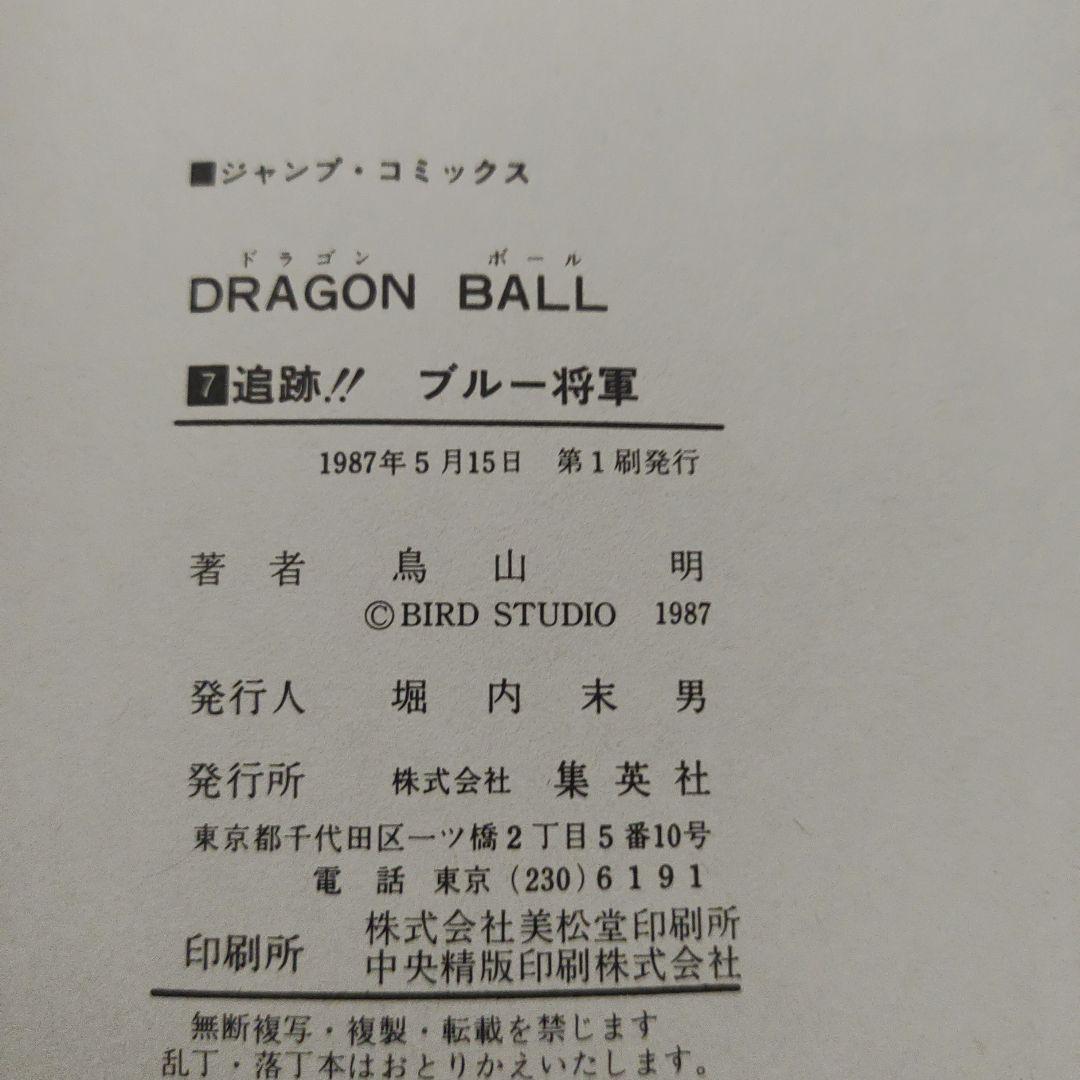 ■ジャンプ・コミックス
ドラゴン ボール
DRAGON BALL
7 追跡!! ブルー将軍
1987年5月15日 第1刷発行
著者 鳥山 明
©BIRD STUDIO 1987
発行人 堀内末男
発行所 株式会社 集英社
東京都千代田区一ツ橋2丁目5番10号
電話 東京(230)6191
印刷所 株式会社美松堂印刷所
中央精版印刷株式会社
無断複写・複製・転載を禁じます
乱丁・落丁本はおとりかえいたします。